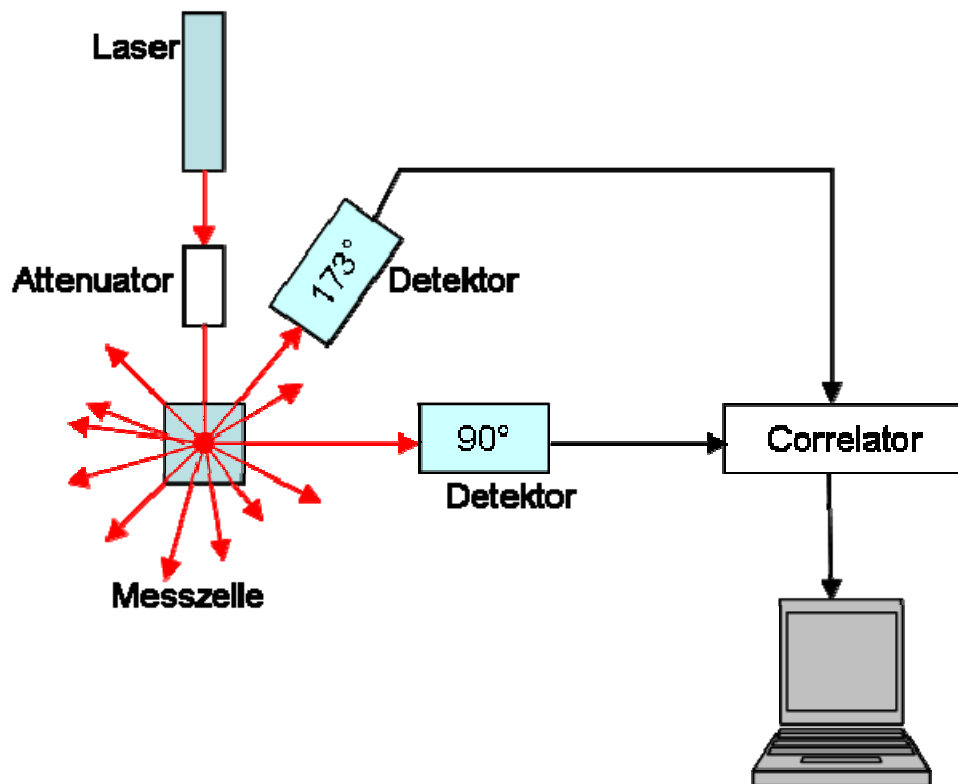 Laser
Attenuator
173°
Detektor
90°
Detektor
Correlator
Messzelle